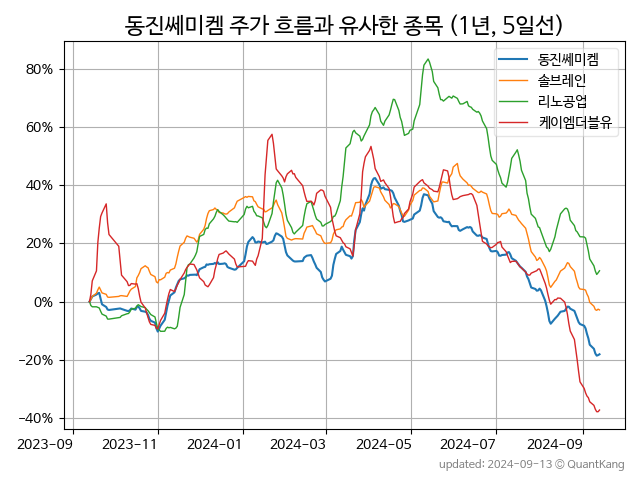 동진쎄미켐 주가 흐름과 유사한 종목 (1년, 5일선)
동진쎄미켐
솔브레인
리노공업
케이엠더블유
80%
60%
40%
20%
0%
−20%
−40%
2023-09 2023-11 2024-01 2024-03 2024-05 2024-07 2024-09
updated: 2024-09-13 © QuantKang